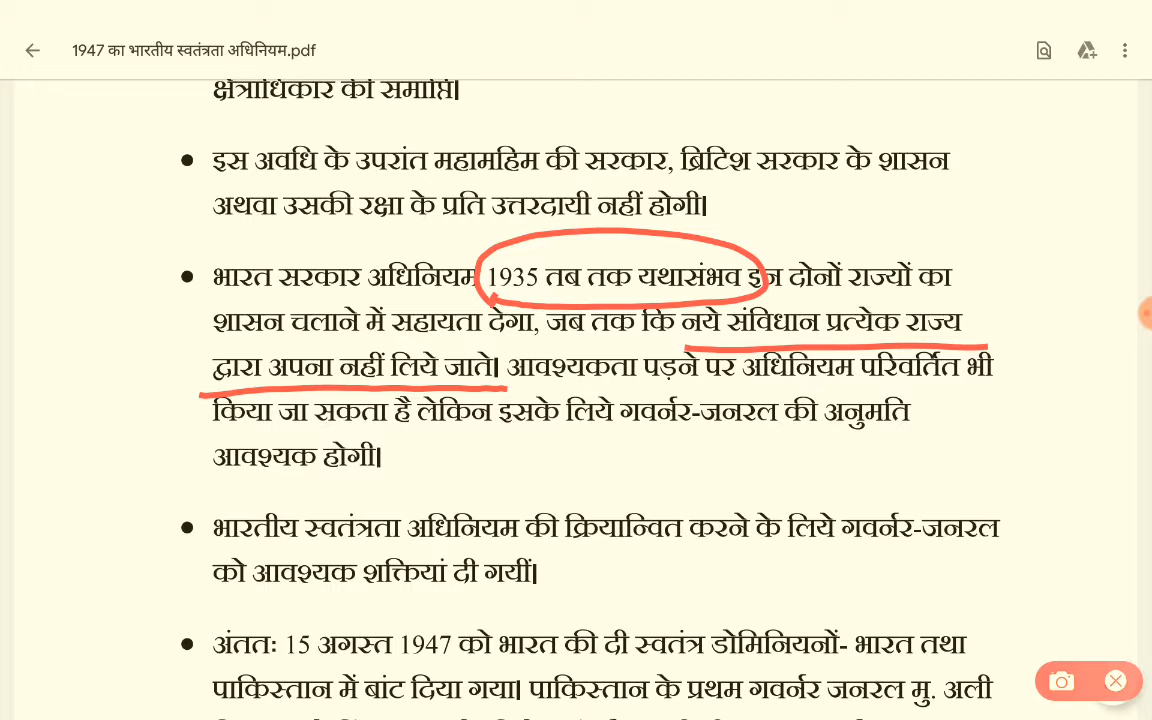 1947 का भारतीय स्वतंत्रता अधिनियम.pdf
क्षेत्राधिकार की समाप्ति।
● इस अवधि के उपरांत महामहिम की सरकार, ब्रिटिश सरकार के शासन
अथवा उसकी रक्षा के प्रति उत्तरदायी नहीं होगी।
● भारत सरकार अधिनियम 1935 तब तक यथासंभव इन दोनों राज्यों का
शासन चलाने में सहायता देगा, जब तक कि नये संविधान प्रत्येक राज्य
द्वारा अपना नहीं लिये जाते। आवश्यकता पड़ने पर अधिनियम परिवर्तित भी
किया जा सकता है लेकिन इसके लिये गवर्नर-जनरल की अनुमति
आवश्यक होगी।
● भारतीय स्वतंत्रता अधिनियम की क्रियान्वित करने के लिये गवर्नर-जनरल
को आवश्यक शक्तियां दी गयीं।
● अंततः 15 अगस्त 1947 को भारत की दी स्वतंत्र डोमिनियनों- भारत तथा
पाकिस्तान में बांट दिया गया। पाकिस्तान के प्रथम गवर्नर जनरल मु. अली